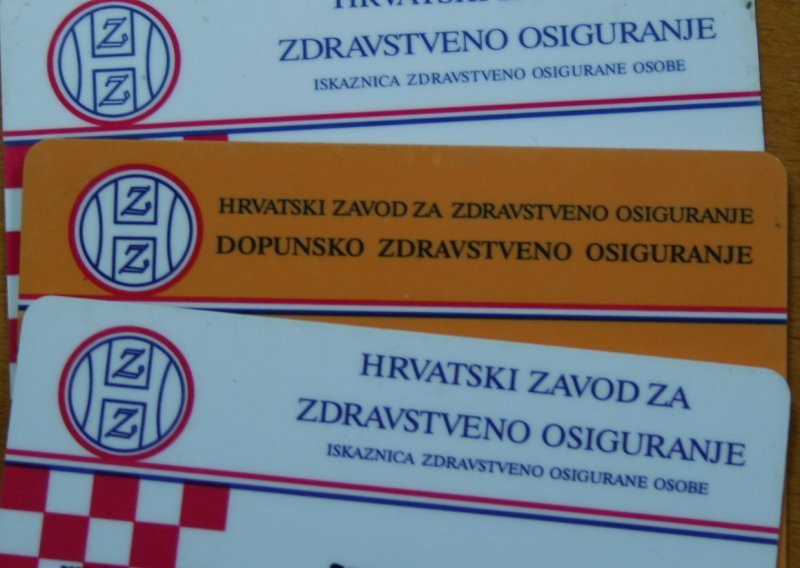 HRVATSKI
ZDRAVSTVENO OSIGURANJE
ISKAZNICA ZDRAVSTVENO OSIGURANE OSOBE
Z
Z
HRVATSKI ZAVOD ZA ZDRAVSTVENO OSIGURANJE
DOPUNSKO ZDRAVSTVENO OSIGURANJE
Z
Z
HRVATSKI ZAVOD ZA
ZDRAVSTVENO OSIGURANJE
ISKAZNICA ZDRAVSTVENO OSIGURANE OSOBE
Z
Z